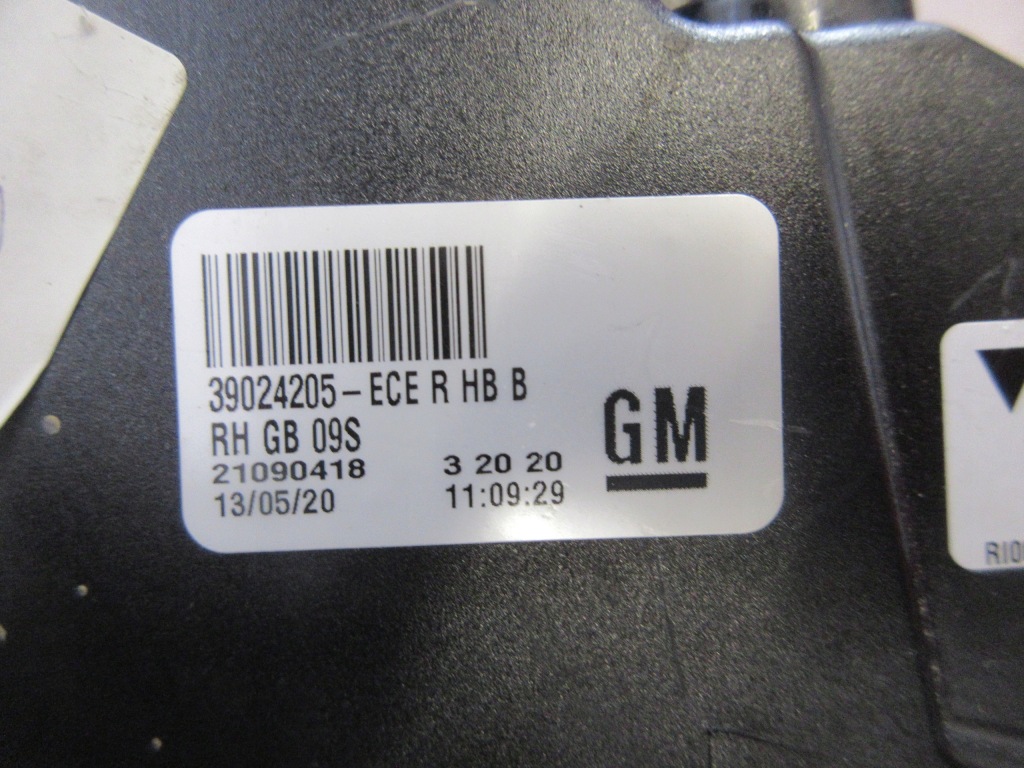 39024205-ECE R HB B
RH GB 09S
21090418 3 20 20
13/05/20 11:09:29
GM